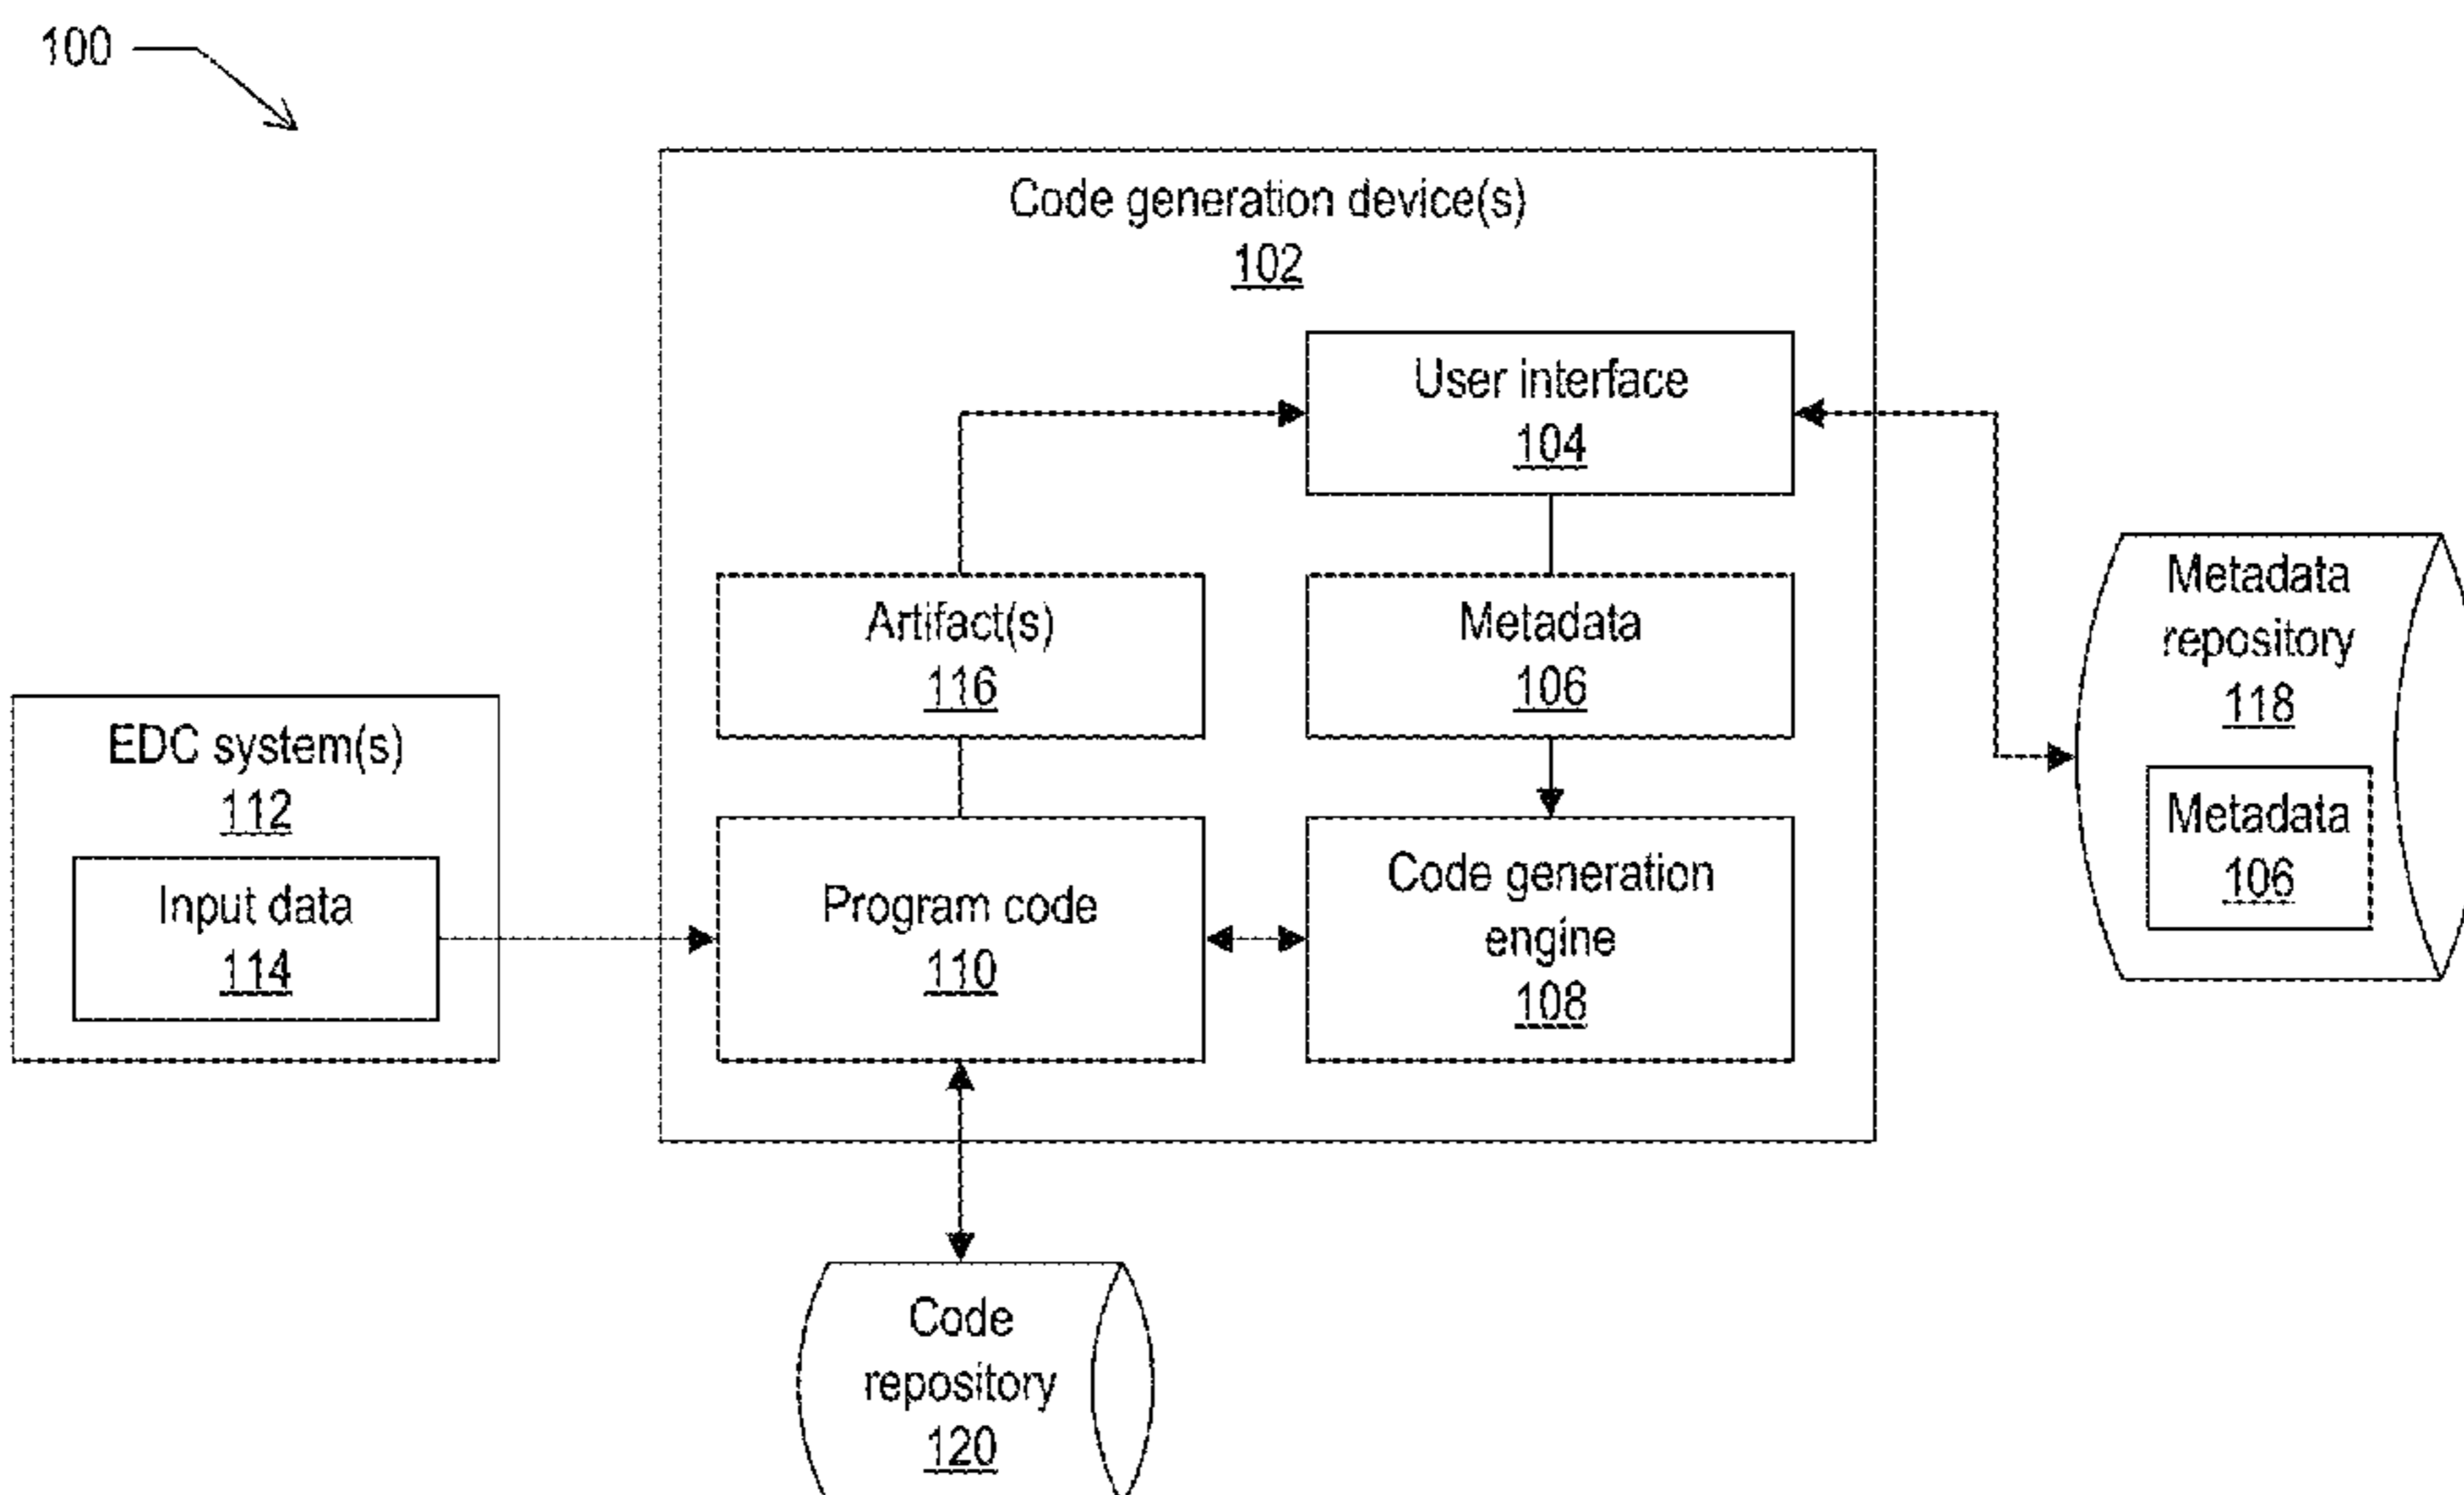 100
Code generation device(s)
102
User interface
104
Artifact(s)
116
Metadata
106
Metadata
repository
118
Metadata
106
EDC system(s)
112
Input data
114
Program code
110
Code generation
engine
108
Code
repository
120